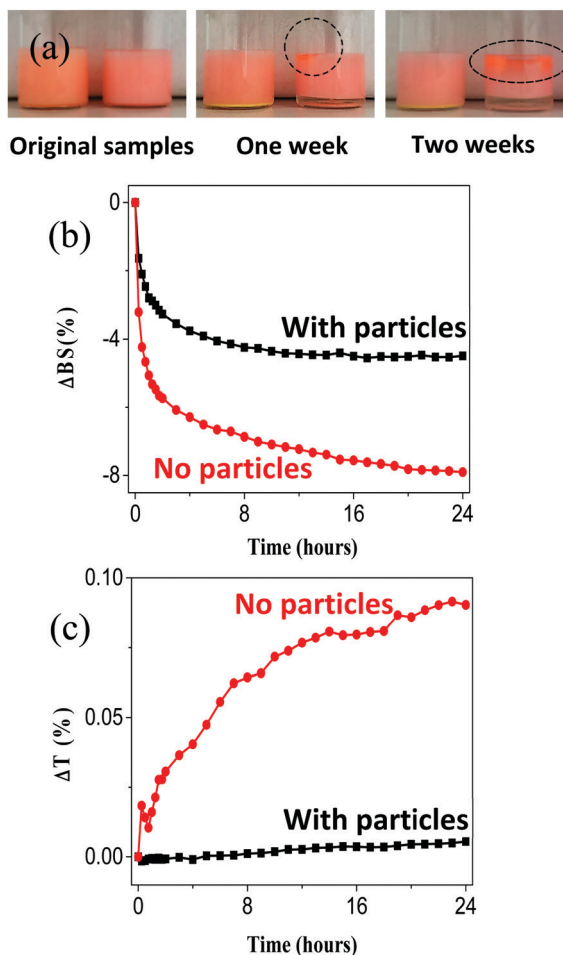 (a)
Original samples One week Two weeks
(b)
0
-4
-8
ΔBS(%)
With particles
No particles
0 8 16 24
Time (hours)
(c)
0.10
0.05
0.00
ΔT (%)
No particles
With particles
0 8 16 24
Time (hours)